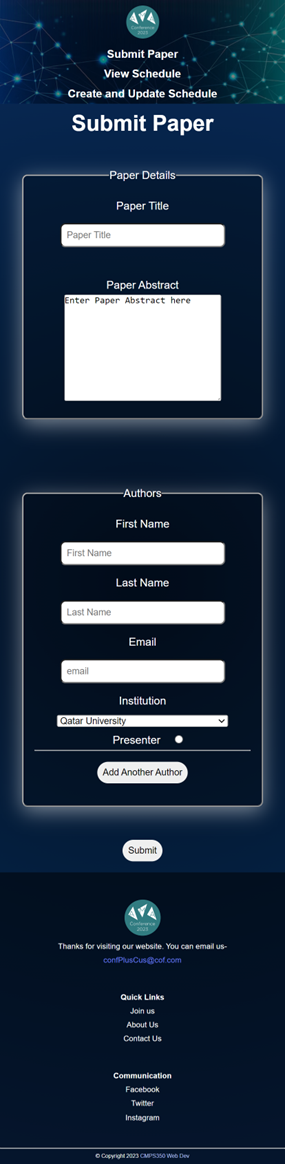 Conference
2023
Submit Paper
View Schedule
Create and Update Schedule
Submit Paper
Paper Details
Paper Title
Paper Title
Paper Abstract
Enter Paper Abstract here
Authors
First Name
First Name
Last Name
Last Name
Email
email
Institution
Qatar University
Presenter
Add Another Author
Submit
Conference
2023
Thanks for visiting our website. You can email us-
confPlusCus@cof.com
Quick Links
Join us
About Us
Contact Us
Communication
Facebook
Twitter
Instagram
© Copyright 2023 CMPS350 Web Dev